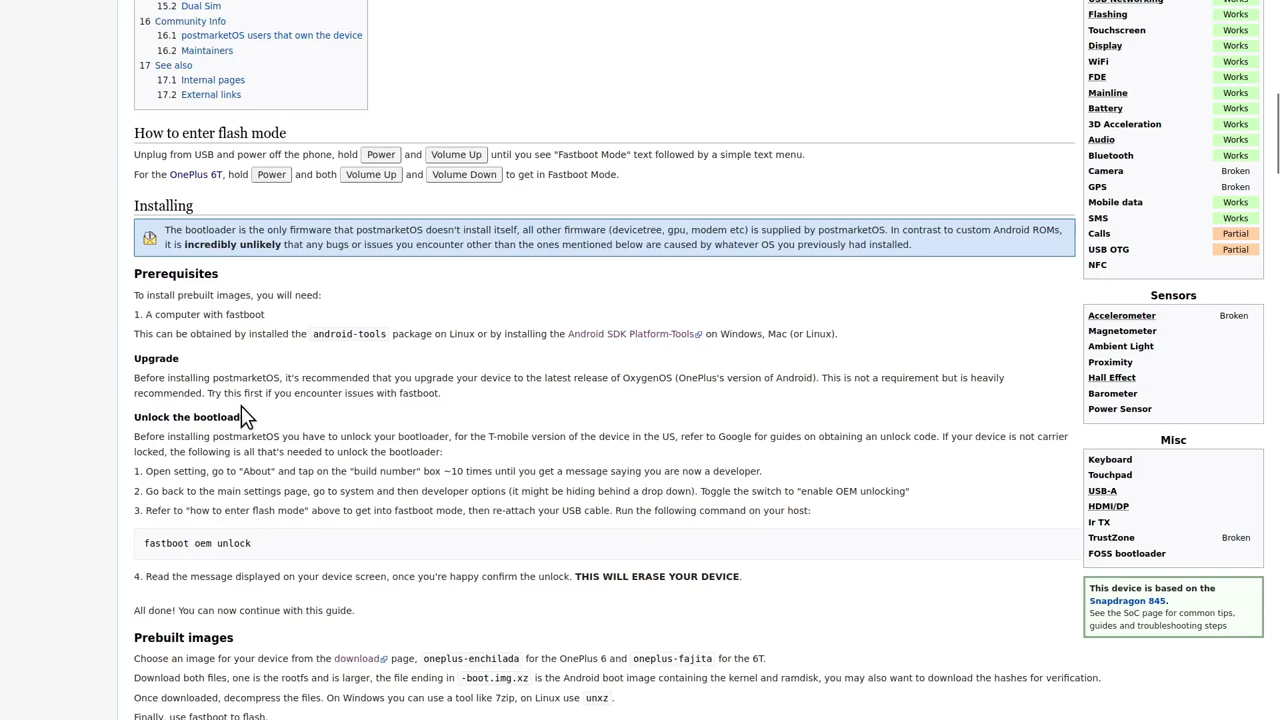 15.2 Dual Sim
16 Community Info
16.1 postmarketOS users that own the device
16.2 Maintainers
17 See also
17.1 Internal pages
17.2 External links
How to enter flash mode
Unplug from USB and power off the phone, hold Power and Volume Up until you see "Fastboot Mode" text followed by a simple text menu.
For the OnePlus 6T, hold Power and both Volume Up and Volume Down to get in Fastboot Mode.
Installing
The bootloader is the only firmware that postmarketOS doesn't install itself, all other firmware (devicetree, gpu, modem etc) is supplied by postmarketOS. In contrast to custom Android ROMs,
it is incredibly unlikely that any bugs or issues you encounter other than the ones mentioned below are caused by whatever OS you previously had installed.
Prerequisites
To install prebuilt images, you will need:
1. A computer with fastboot
This can be obtained by installed the android-tools package on Linux or by installing the Android SDK Platform-Tools on Windows, Mac (or Linux).
Upgrade
Before installing postmarketOS, it's recommended that you upgrade your device to the latest release of OxygenOS (OnePlus's version of Android). This is not a requirement but is heavily
recommended. Try this first if you encounter issues with fastboot.
Unlock the bootload
Before installing postmarketOS you have to unlock your bootloader, for the T-mobile version of the device in the US, refer to Google for guides on obtaining an unlock code. If your device is not carrier
locked, the following is all that's needed to unlock the bootloader:
1. Open setting, go to "About" and tap on the "build number" box ~10 times until you get a message saying you are now a developer.
2. Go back to the main settings page, go to system and then developer options (it might be hiding behind a drop down). Toggle the switch to "enable OEM unlocking"
3. Refer to "how to enter flash mode" above to get into fastboot mode, then re-attach your USB cable. Run the following command on your host:
fastboot oem unlock
4. Read the message displayed on your device screen, once you're happy confirm the unlock. THIS WILL ERASE YOUR DEVICE.
All done! You can now continue with this guide.
Prebuilt images
Choose an image for your device from the download page, oneplus-enchilada for the OnePlus 6 and oneplus-fajita for the 6T.
Download both files, one is the rootfs and is larger, the file ending in -boot.img.xz is the Android boot image containing the kernel and ramdisk, you may also want to download the hashes for verification.
Once downloaded, decompress the files. On Windows you can use a tool like 7zip, on Linux use unxz .
Finally, use fastboot to flash.
USB Networking Works
Flashing Works
Touchscreen Works
Display Works
WiFi Works
FDE Works
Mainline Works
Battery Works
3D Acceleration Works
Audio Works
Bluetooth Works
Camera Broken
GPS Broken
Mobile data Works
SMS Works
Calls Partial
USB OTG Partial
NFC
Sensors
Accelerometer Broken
Magnetometer
Ambient Light
Proximity
Hall Effect
Barometer
Power Sensor
Misc
Keyboard
Touchpad
USB-A
HDMI/DP
Ir TX
TrustZone Broken
FOSS bootloader
This device is based on the
Snapdragon 845.
See the SoC page for common tips,
guides and troubleshooting steps